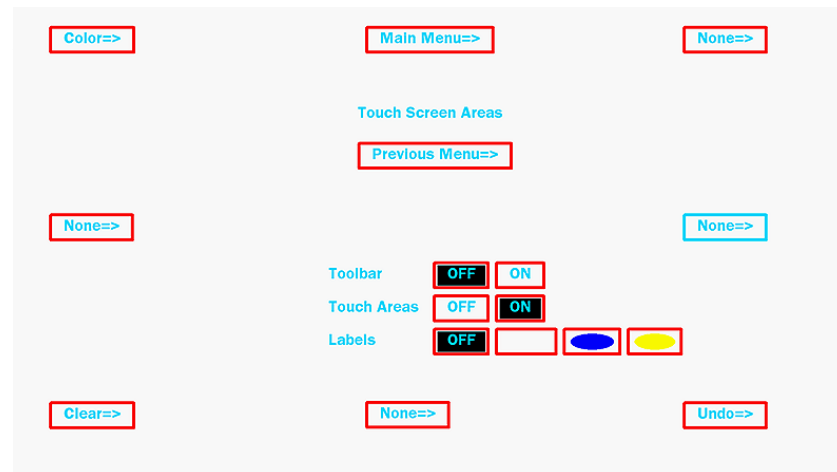 Color=> Main Menu=> None=>
Touch Screen Areas
Previous Menu=>
None=> None=>
Toolbar OFF ON
Touch Areas OFF ON
Labels OFF
Clear=> None=> Undo=>